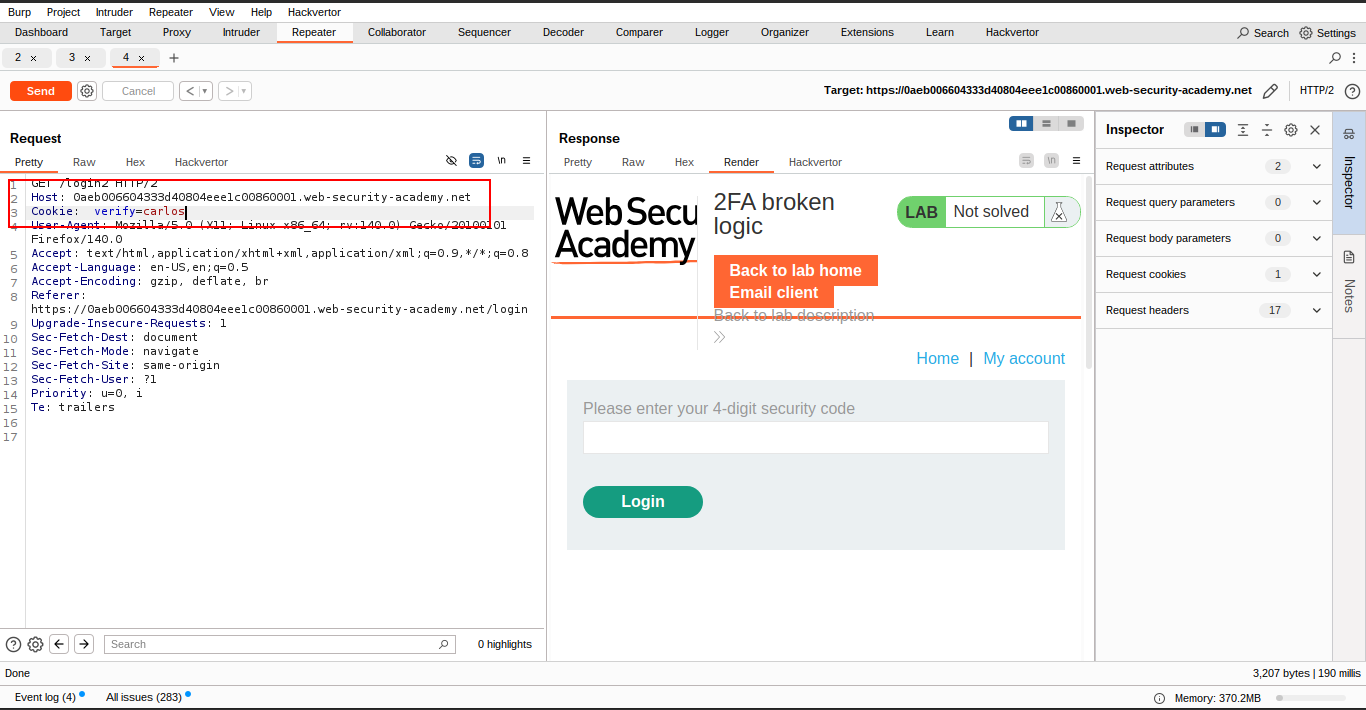 Burp Project Intruder Repeater View Help Hackvertor
Dashboard Target Proxy Intruder Repeater Collaborator Sequencer Decoder Comparer Logger Organizer Extensions Learn Hackvertor Search Settings
2 × 3 × 4 × +
Send Cancel < > Target: https://0aeb006604333d40804eee1c00860001.web-security-academy.net HTTP/2
Request
Pretty Raw Hex Hackvertor \n
1 GET /login2 HTTP/2
2 Host: 0aeb006604333d40804eee1c00860001.web-security-academy.net
3 Cookie:  verify=carlos
4 User-Agent: Mozilla/5.0 (X11; Linux x86_64; rv:140.0) Gecko/20100101
Firefox/140.0
5 Accept: text/html,application/xhtml+xml,application/xml;q=0.9,*/*;q=0.8
6 Accept-Language: en-US,en;q=0.5
7 Accept-Encoding: gzip, deflate, br
8 Referer:
https://0aeb006604333d40804eee1c00860001.web-security-academy.net/login
9 Upgrade-Insecure-Requests: 1
10 Sec-Fetch-Dest: document
11 Sec-Fetch-Mode: navigate
12 Sec-Fetch-Site: same-origin
13 Sec-Fetch-User: ?1
14 Priority: u=0, i
15 Te: trailers
16
17
Search 0 highlights
Response
Pretty Raw Hex Render Hackvertor \n
Web Secu
Academy
2FA broken
logic
LAB Not solved
Back to lab home
Email client
Back to lab description
Home | My account
Please enter your 4-digit security code
Login
Inspector
Request attributes 2
Request query parameters 0
Request body parameters 0
Request cookies 1
Request headers 17
Inspector
Notes
Done 3,207 bytes | 190 millis
Event log (4) All issues (283) Memory: 370.2MB